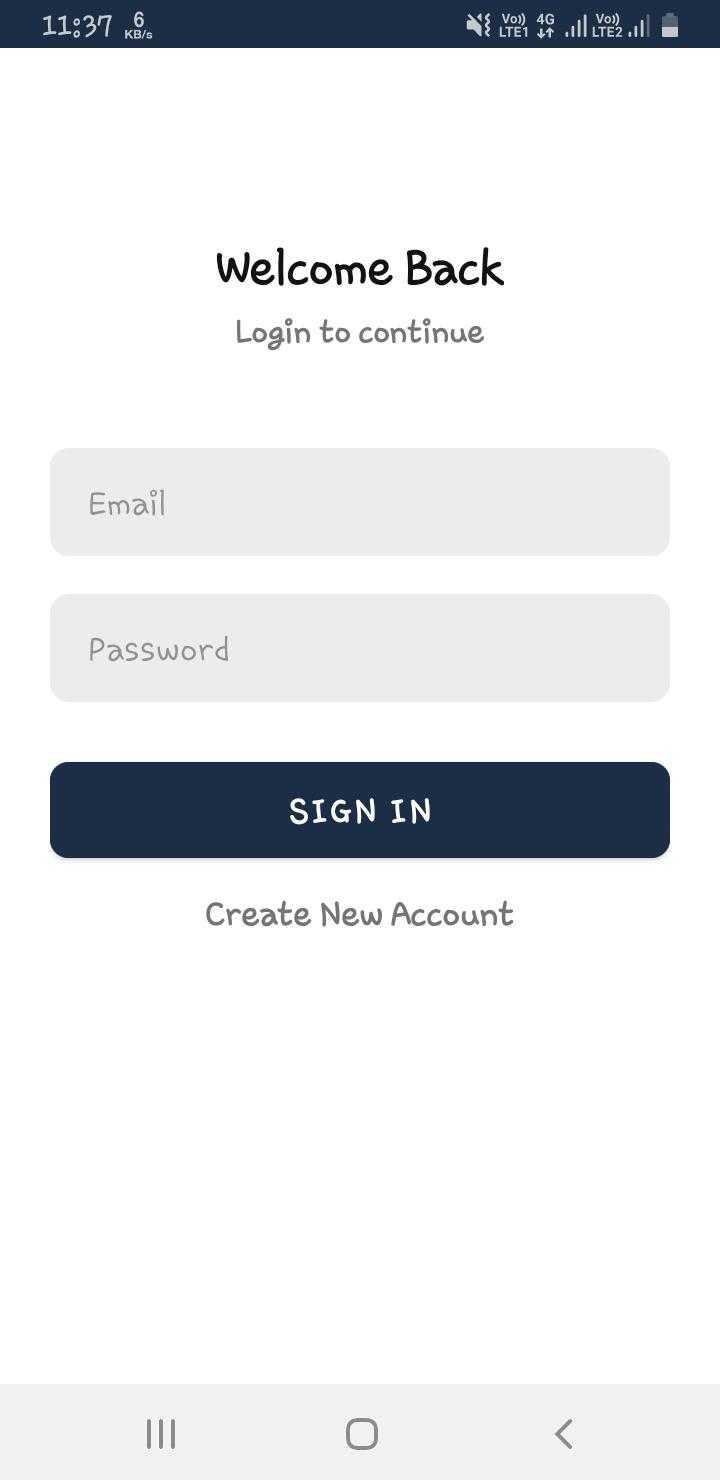 11:37 6 KB/s Vo)) LTE1 4G Vo)) LTE2
Welcome Back
Login to continue
Email
Password
SIGN IN
Create New Account